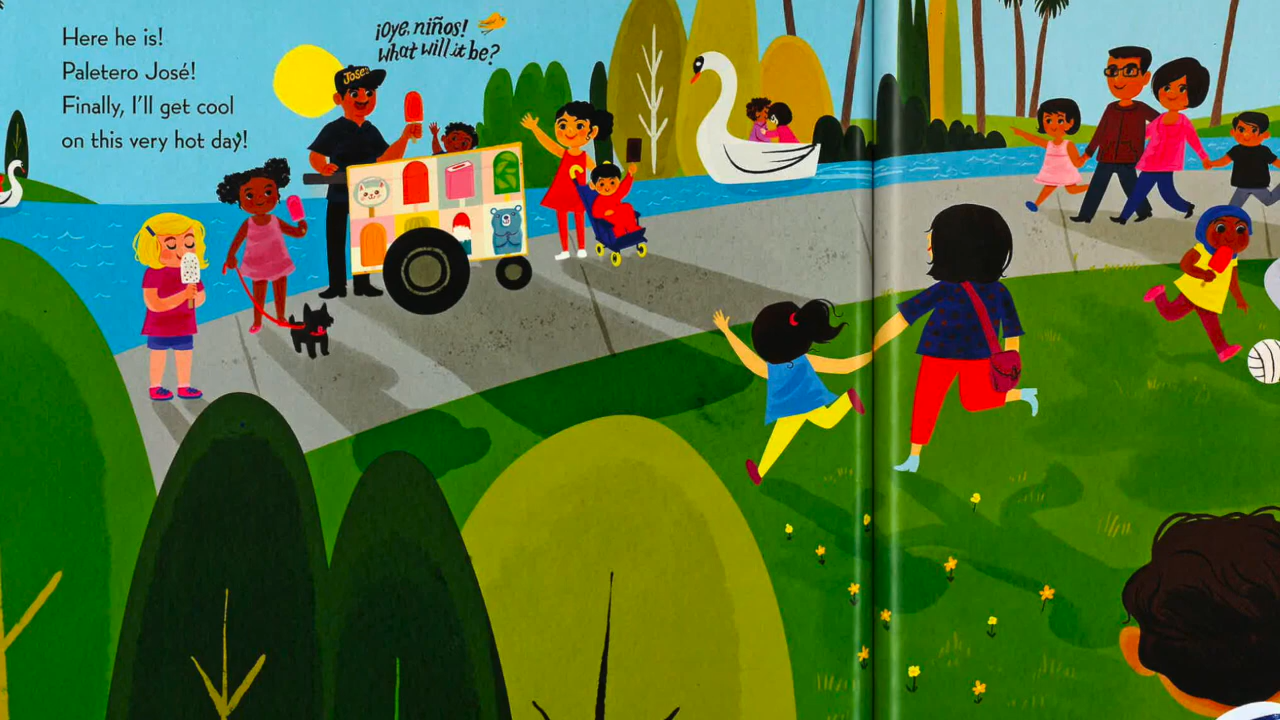 Here he is!
Paletero José!
Finally, I'll get cool
on this very hot day!
¡Oye, niños!
What will it be?
José